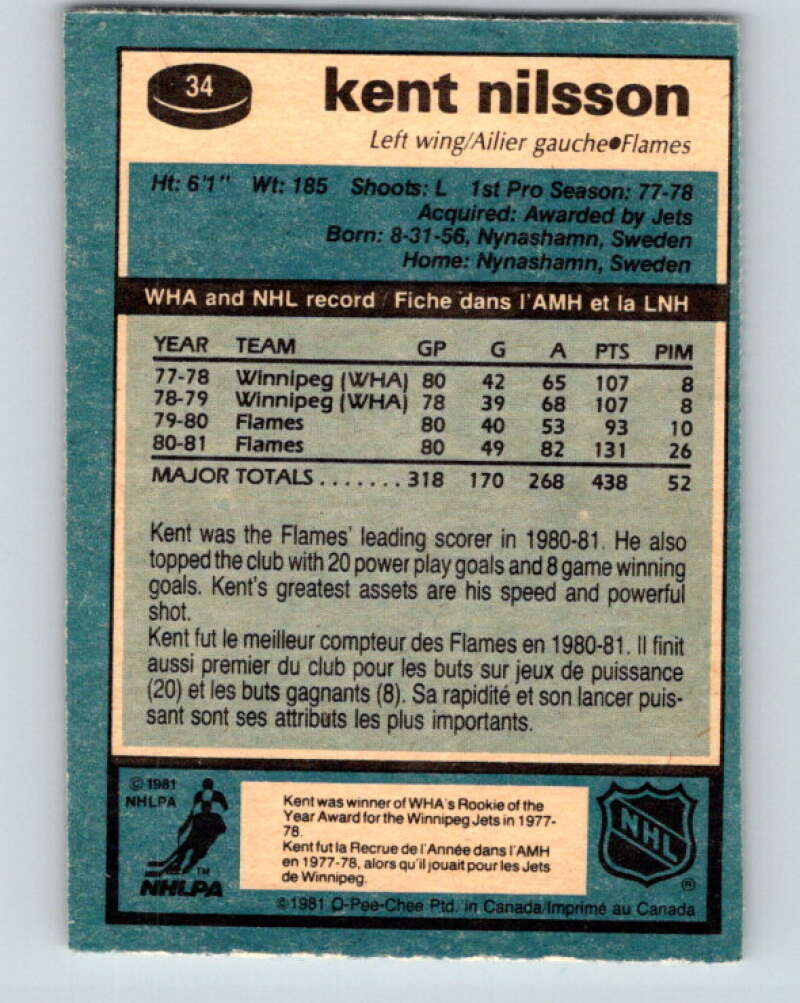 34
kent nilsson
Left wing/Ailier gauche●Flames
Ht: 6'1" Wt: 185 Shoots: L 1st Pro Season: 77-78
Acquired: Awarded by Jets
Born: 8-31-56, Nynashamn, Sweden
Home: Nynashamn, Sweden
WHA and NHL record / Fiche dans l'AMH et la LNH
YEAR TEAM GP G A PTS PIM
77-78 Winnipeg (WHA) 80 42 65 107 8
78-79 Winnipeg (WHA) 78 39 68 107 8
79-80 Flames 80 40 53 93 10
80-81 Flames 80 49 82 131 26
MAJOR TOTALS.......318 170 268 438 52
Kent was the Flames' leading scorer in 1980-81. He also
topped the club with 20 power play goals and 8 game winning
goals. Kent's greatest assets are his speed and powerful
shot.
Kent fut le meilleur compteur des Flames en 1980-81. Il finit
aussi premier du club pour les buts sur jeux de puissance
(20) et les buts gagnants (8). Sa rapidité et son lancer puis-
sant sont ses attributs les plus importants.
© 1981
NHLPA
TM
NHLPA
Kent was winner of WHA's Rookie of the
Year Award for the Winnipeg Jets in 1977-
78.
Kent fut la Recrue de l'Année dans l'AMH
en 1977-78, alors qu'il jouait pour les Jets
de Winnipeg.
NHL
®
© 1981 O-Pee-Chee Ptd. in Canada/Imprimé au Canada